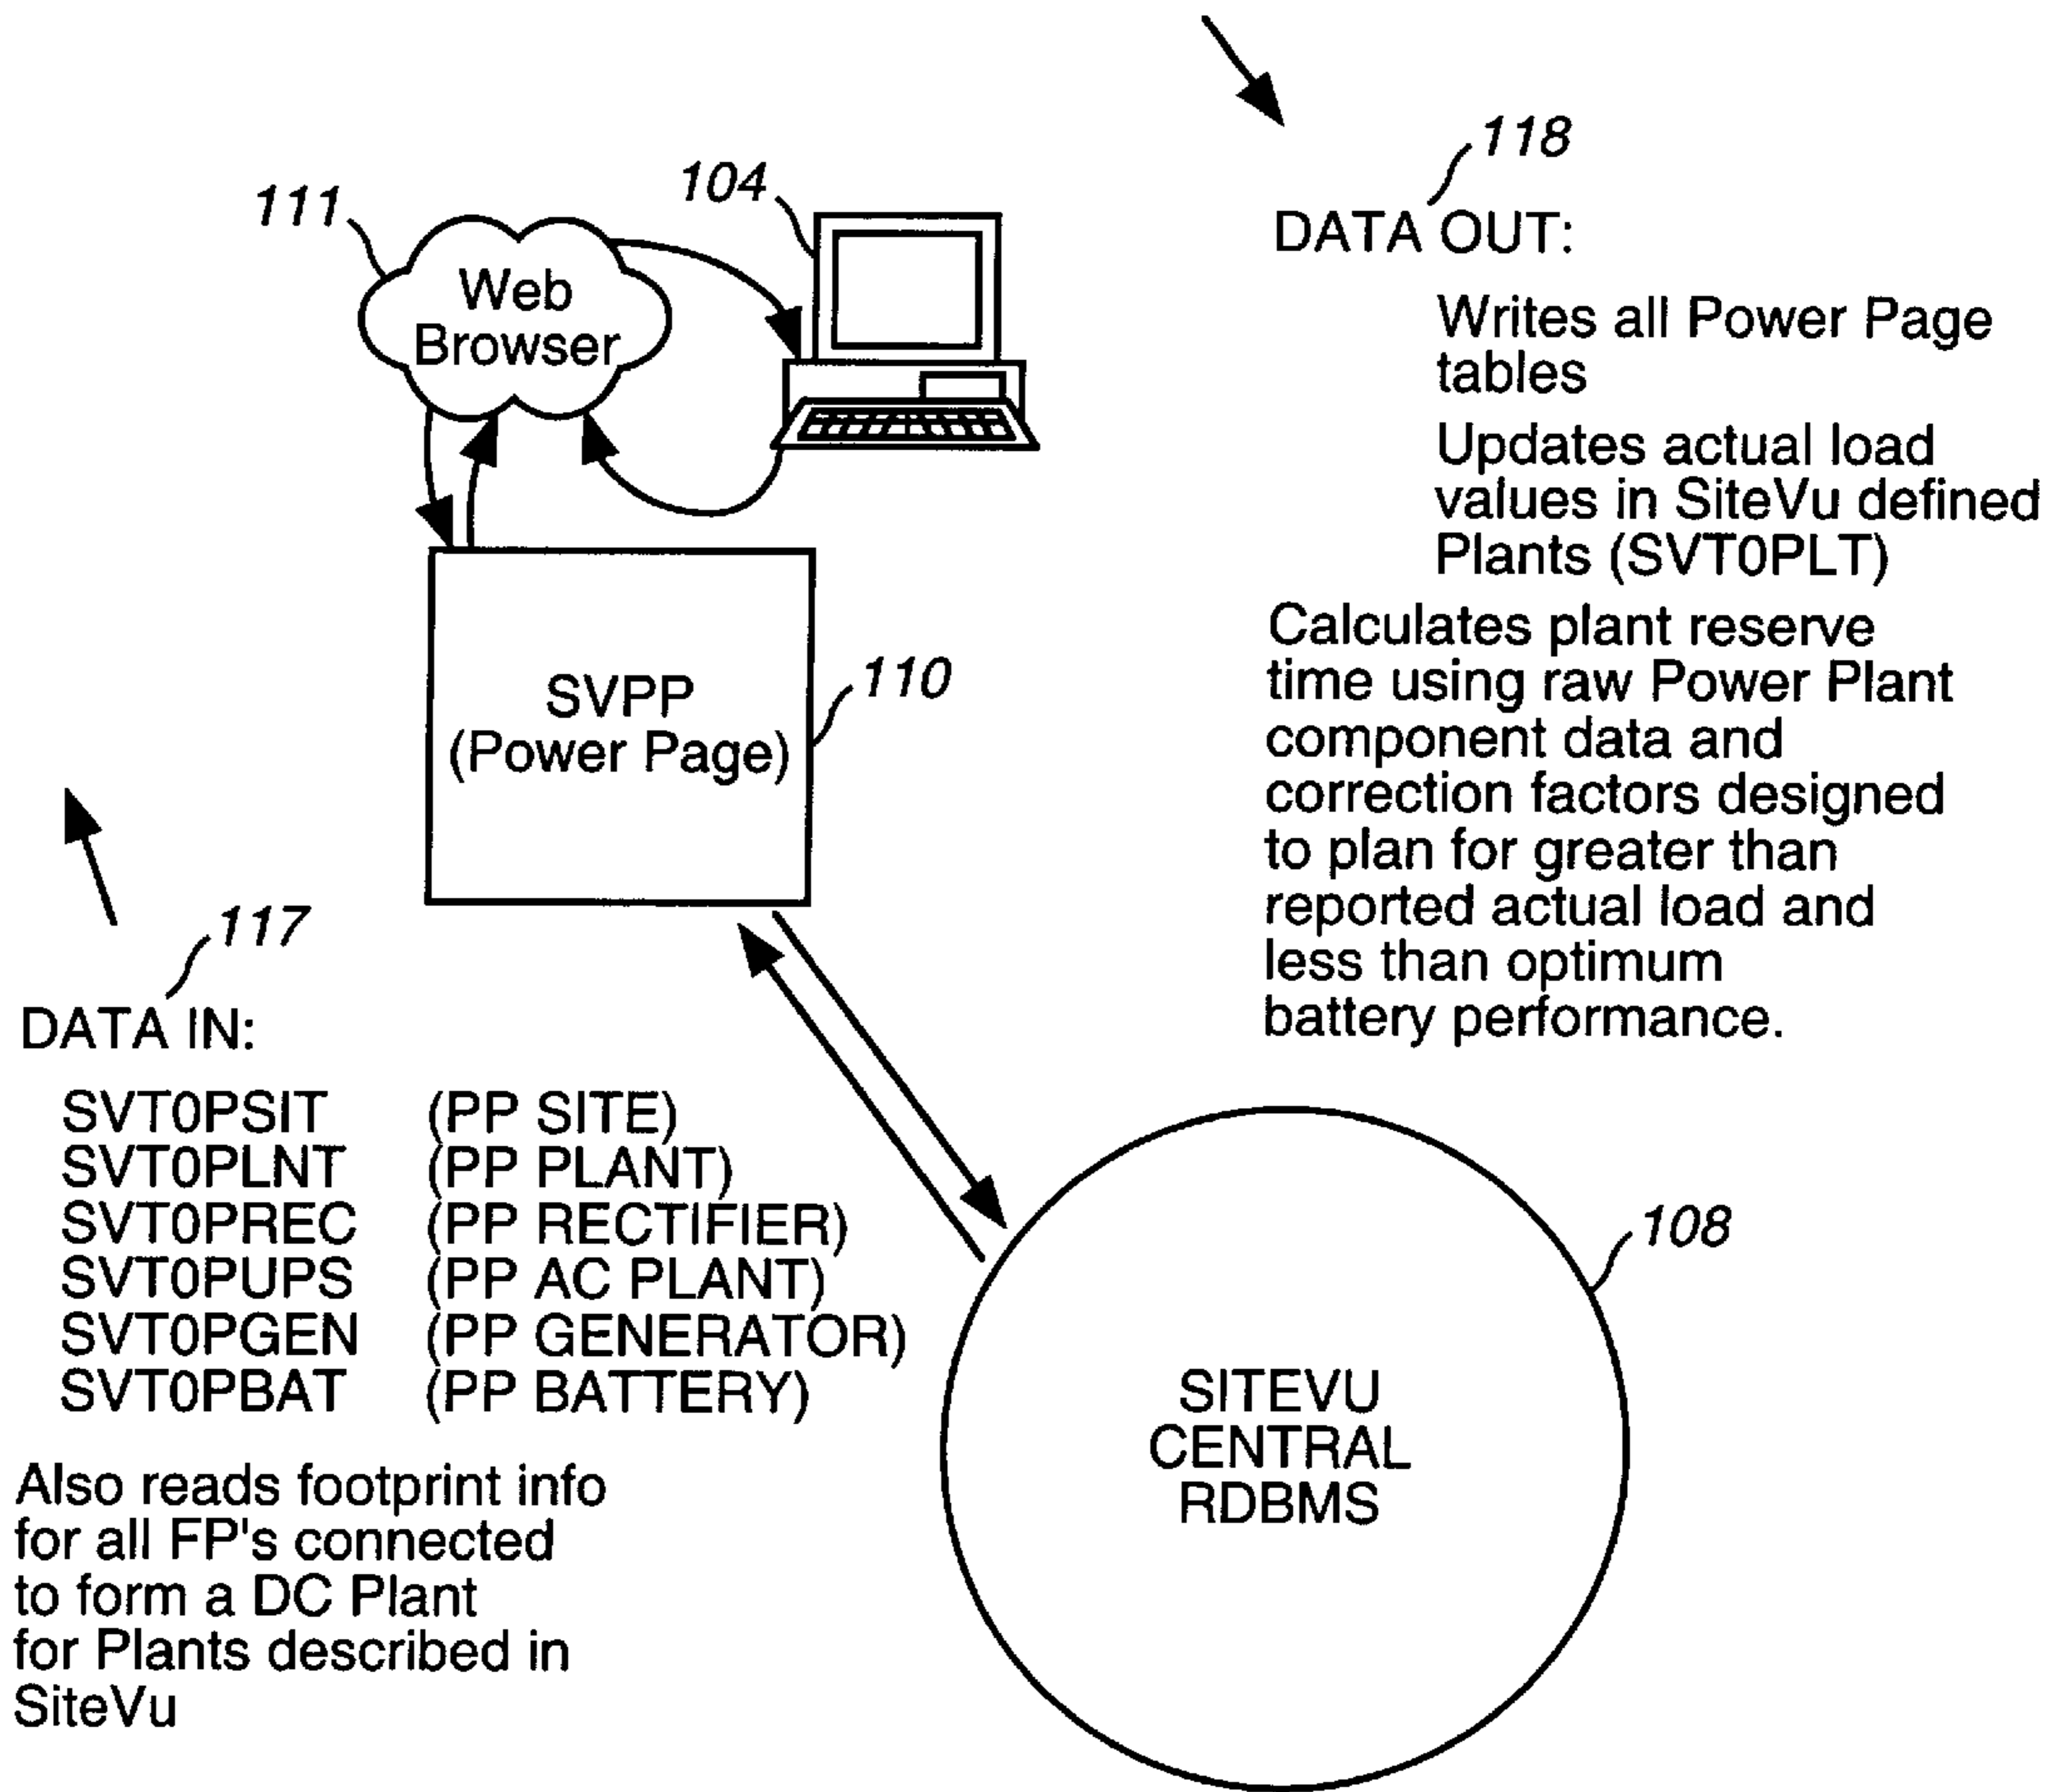 118
DATA OUT:
Writes all Power Page
tables
Updates actual load
values in SiteVu defined
Plants (SVT0PLT)
Calculates plant reserve
time using raw Power Plant
component data and
correction factors designed
to plan for greater than
reported actual load and
less than optimum
battery performance.
111
104
Web
Browser
SVPP
(Power Page)
110
117
DATA IN:
SVT0PSIT (PP SITE)
SVT0PLNT (PP PLANT)
SVT0PREC (PP RECTIFIER)
SVT0PUPS (PP AC PLANT)
SVT0PGEN (PP GENERATOR)
SVT0PBAT (PP BATTERY)
Also reads footprint info
for all FP's connected
to form a DC Plant
for Plants described in
SiteVu
108
SITEVU
CENTRAL
RDBMS